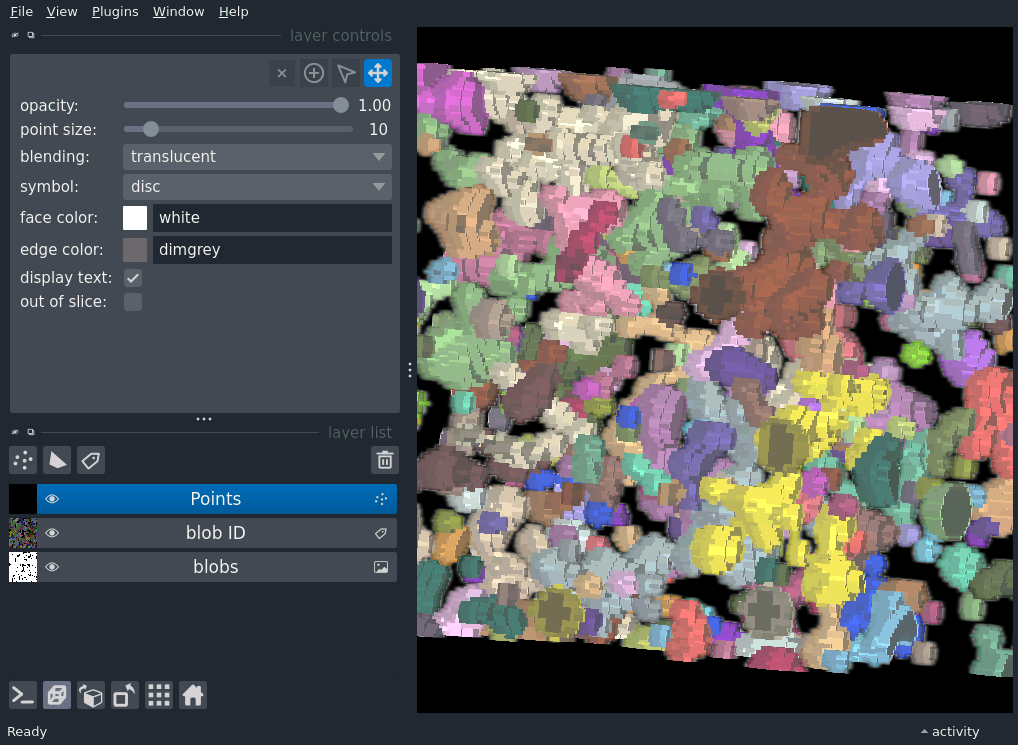 File View Plugins Window Help
layer controls
opacity: 1.00
point size: 10
blending: translucent
symbol: disc
face color: white
edge color: dimgrey
display text:
out of slice:
layer list
Points
blob ID
blobs
Ready activity